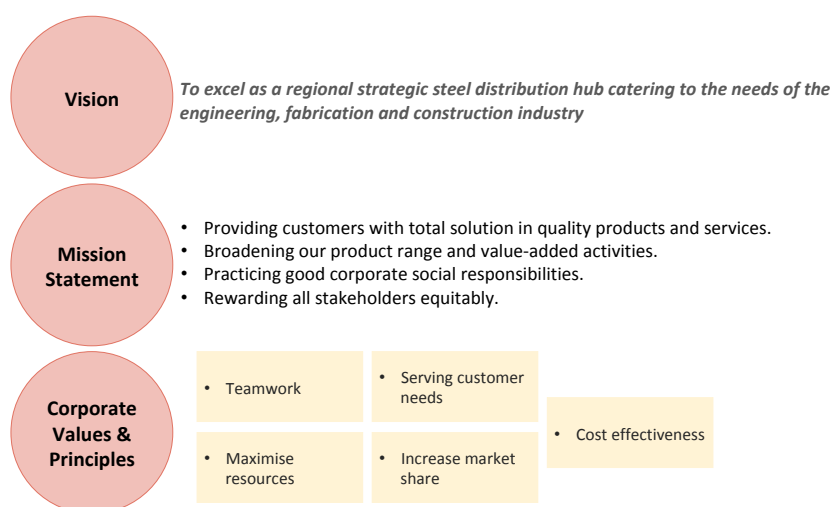 Vision
To excel as a regional strategic steel distribution hub catering to the needs of the
engineering, fabrication and construction industry
Mission
Statement
• Providing customers with total solution in quality products and services.
• Broadening our product range and value-added activities.
• Practicing good corporate social responsibilities.
• Rewarding all stakeholders equitably.
Corporate
Values &
Principles
• Teamwork
• Serving customer
needs
• Cost effectiveness
• Maximise
resources
• Increase market
share